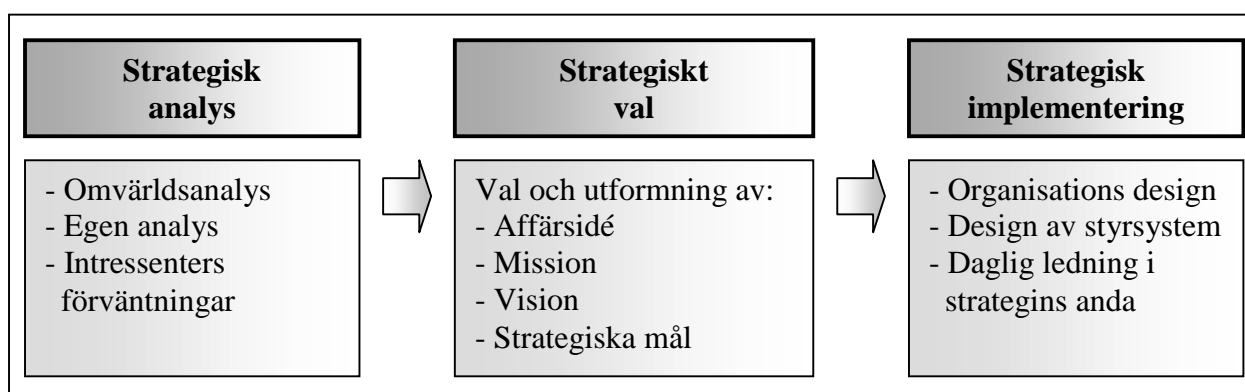 Strategisk
analys
- Omvärldsanalys
- Egen analys
- Intressenters
förväntningar
Strategiskt
val
Val och utformning av:
- Affärsidé
- Mission
- Vision
- Strategiska mål
Strategisk
implementering
- Organisations design
- Design av styrsystem
- Daglig ledning i
strategins anda